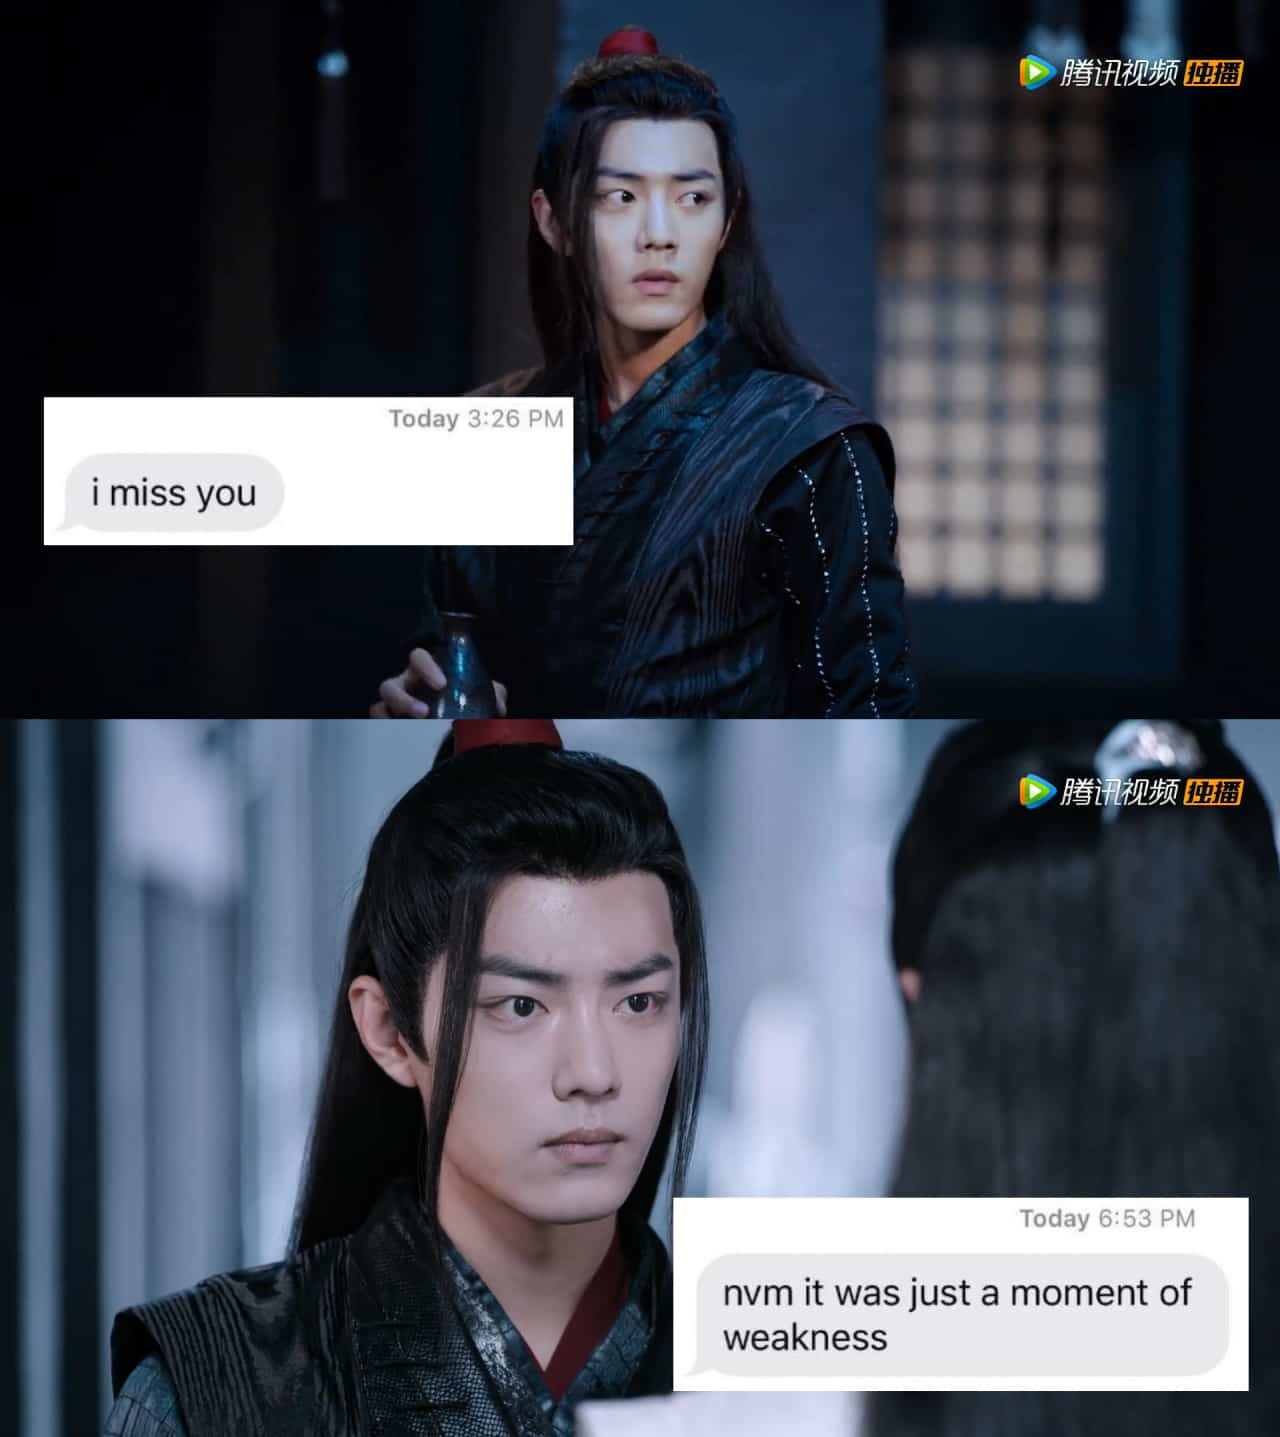 腾讯视频 独播
Today 3:26 PM
i miss you
腾讯视频 独播
Today 6:53 PM
nvm it was just a moment of
weakness